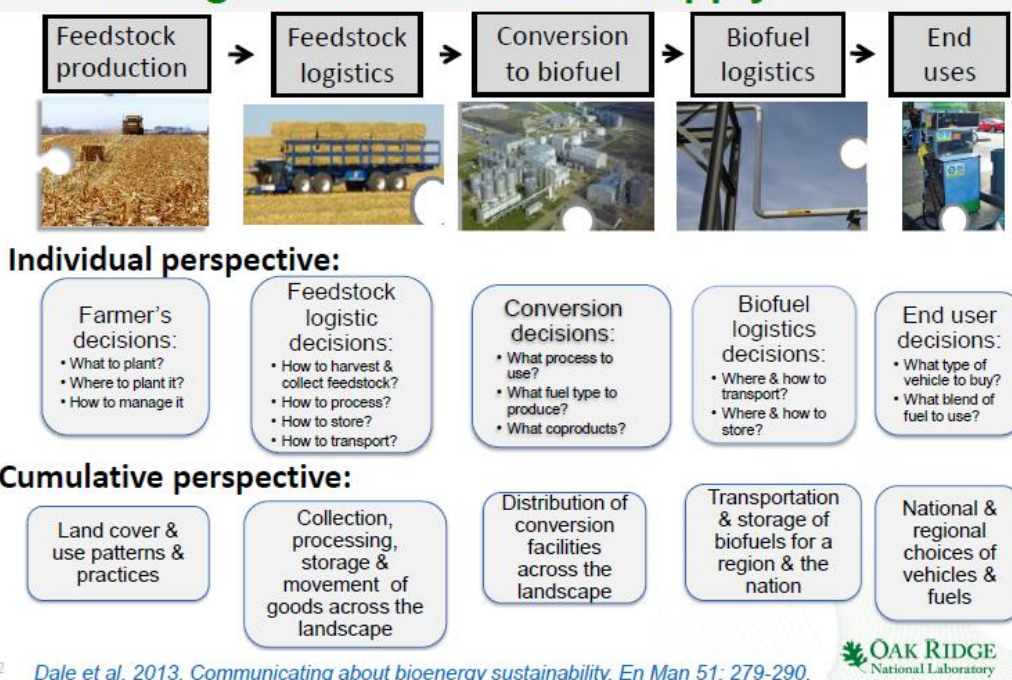 Feedstock
production
Feedstock
logistics
Conversion
to biofuel
Biofuel
logistics
End
uses
Individual perspective:
Farmer's
decisions:
• What to plant?
• Where to plant it?
• How to manage it
Feedstock
logistic
decisions:
• How to harvest &
collect feedstock?
• How to process?
• How to store?
• How to transport?
Conversion
decisions:
• What process to
use?
• What fuel type to
produce?
• What coproducts?
Biofuel
logistics
decisions:
• Where & how to
transport?
• Where & how to
store?
End user
decisions:
• What type of
vehicle to buy?
• What blend of
fuel to use?
Cumulative perspective:
Land cover &
use patterns &
practices
Collection,
processing,
storage &
movement of
goods across the
landscape
Distribution of
conversion
facilities
across the
landscape
Transportation
& storage of
biofuels for a
region & the
nation
National &
regional
choices of
vehicles &
fuels
2
Dale et al. 2013. Communicating about bioenergy sustainability. En Man 51: 279-290.
OAK RIDGE
National Laboratory